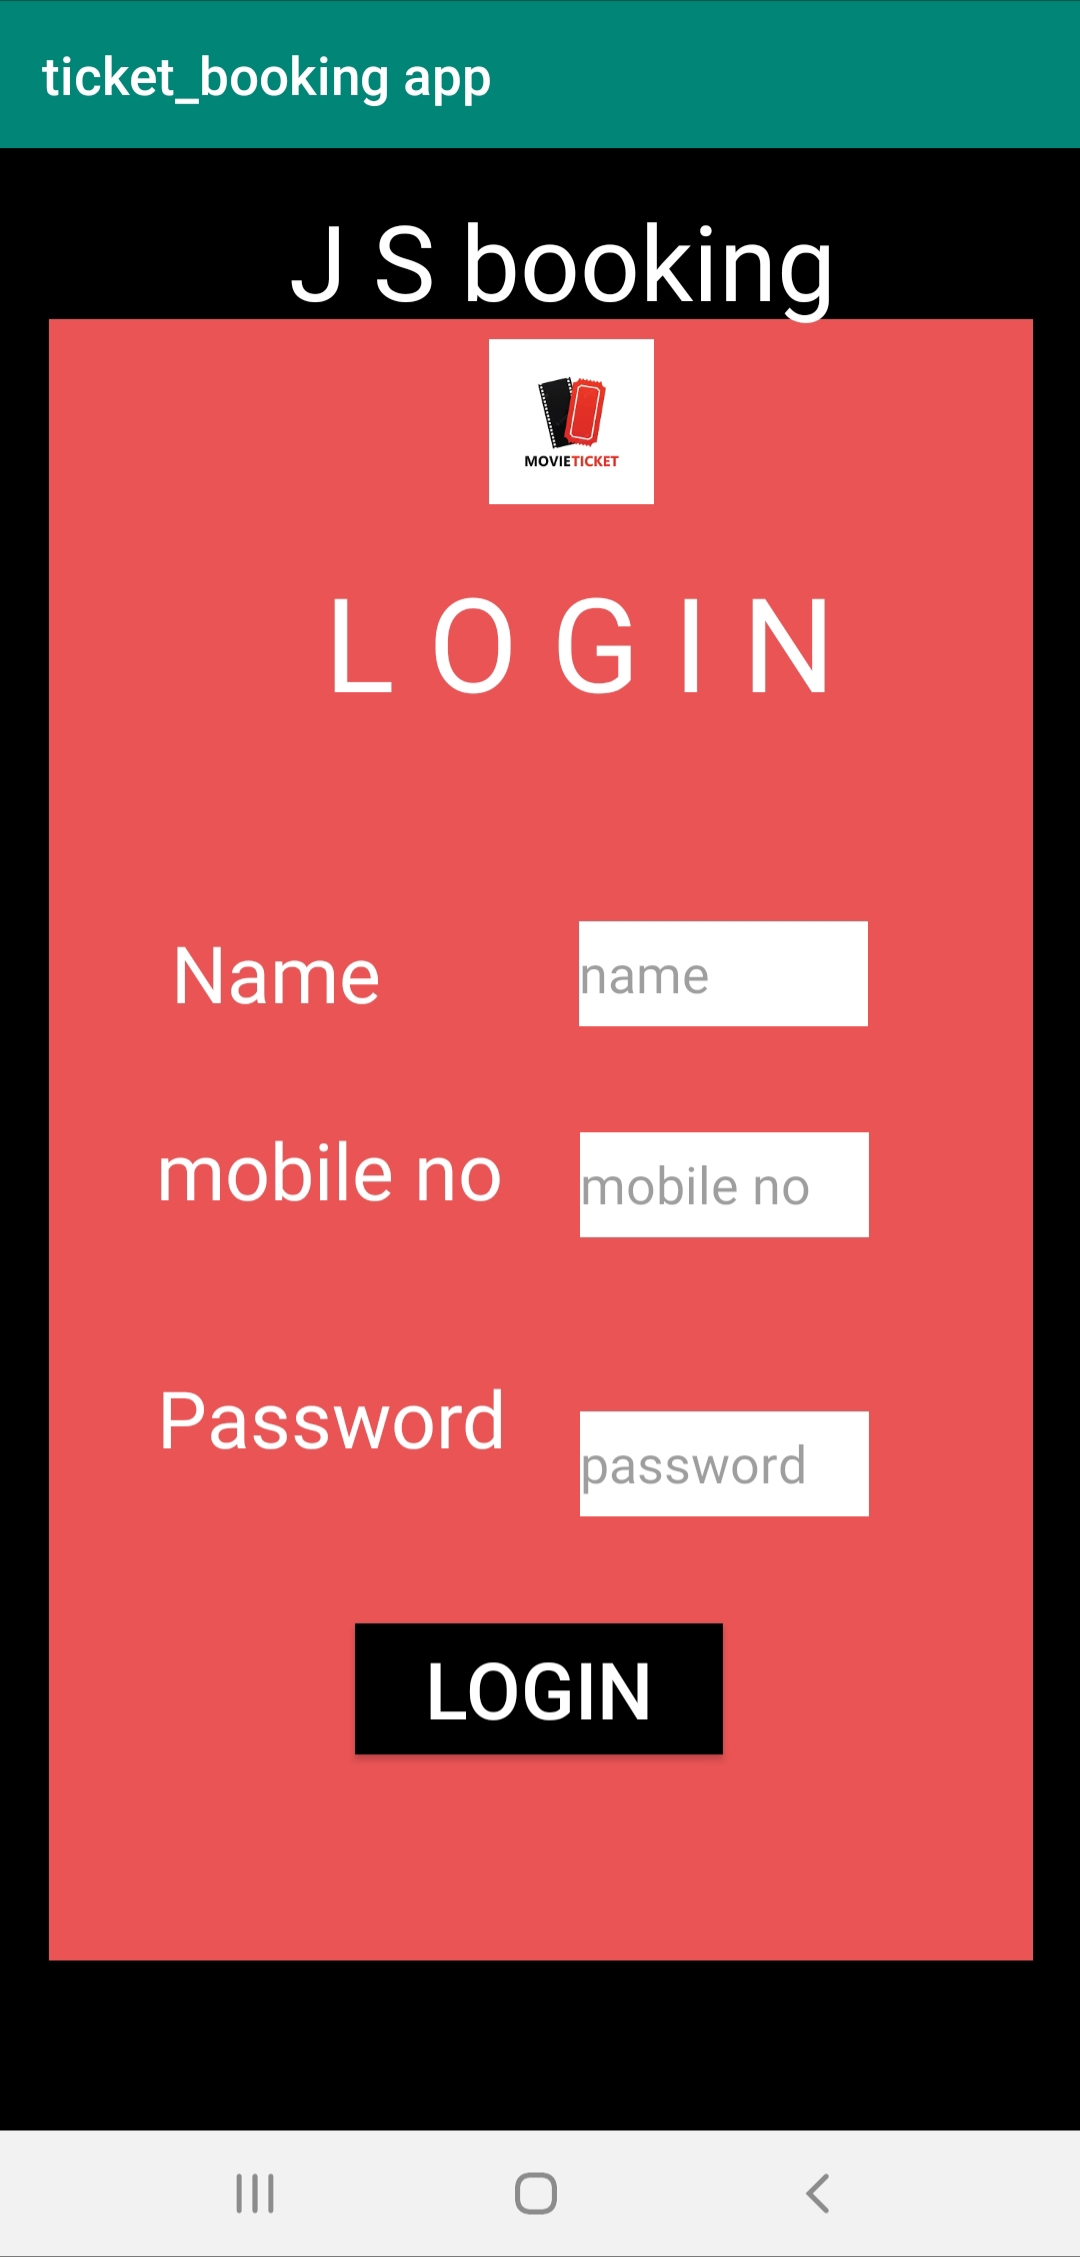 ticket_booking app
J S booking
MOVIETICKET
L O G I N
Name
name
mobile no
mobile no
Password
password
LOGIN